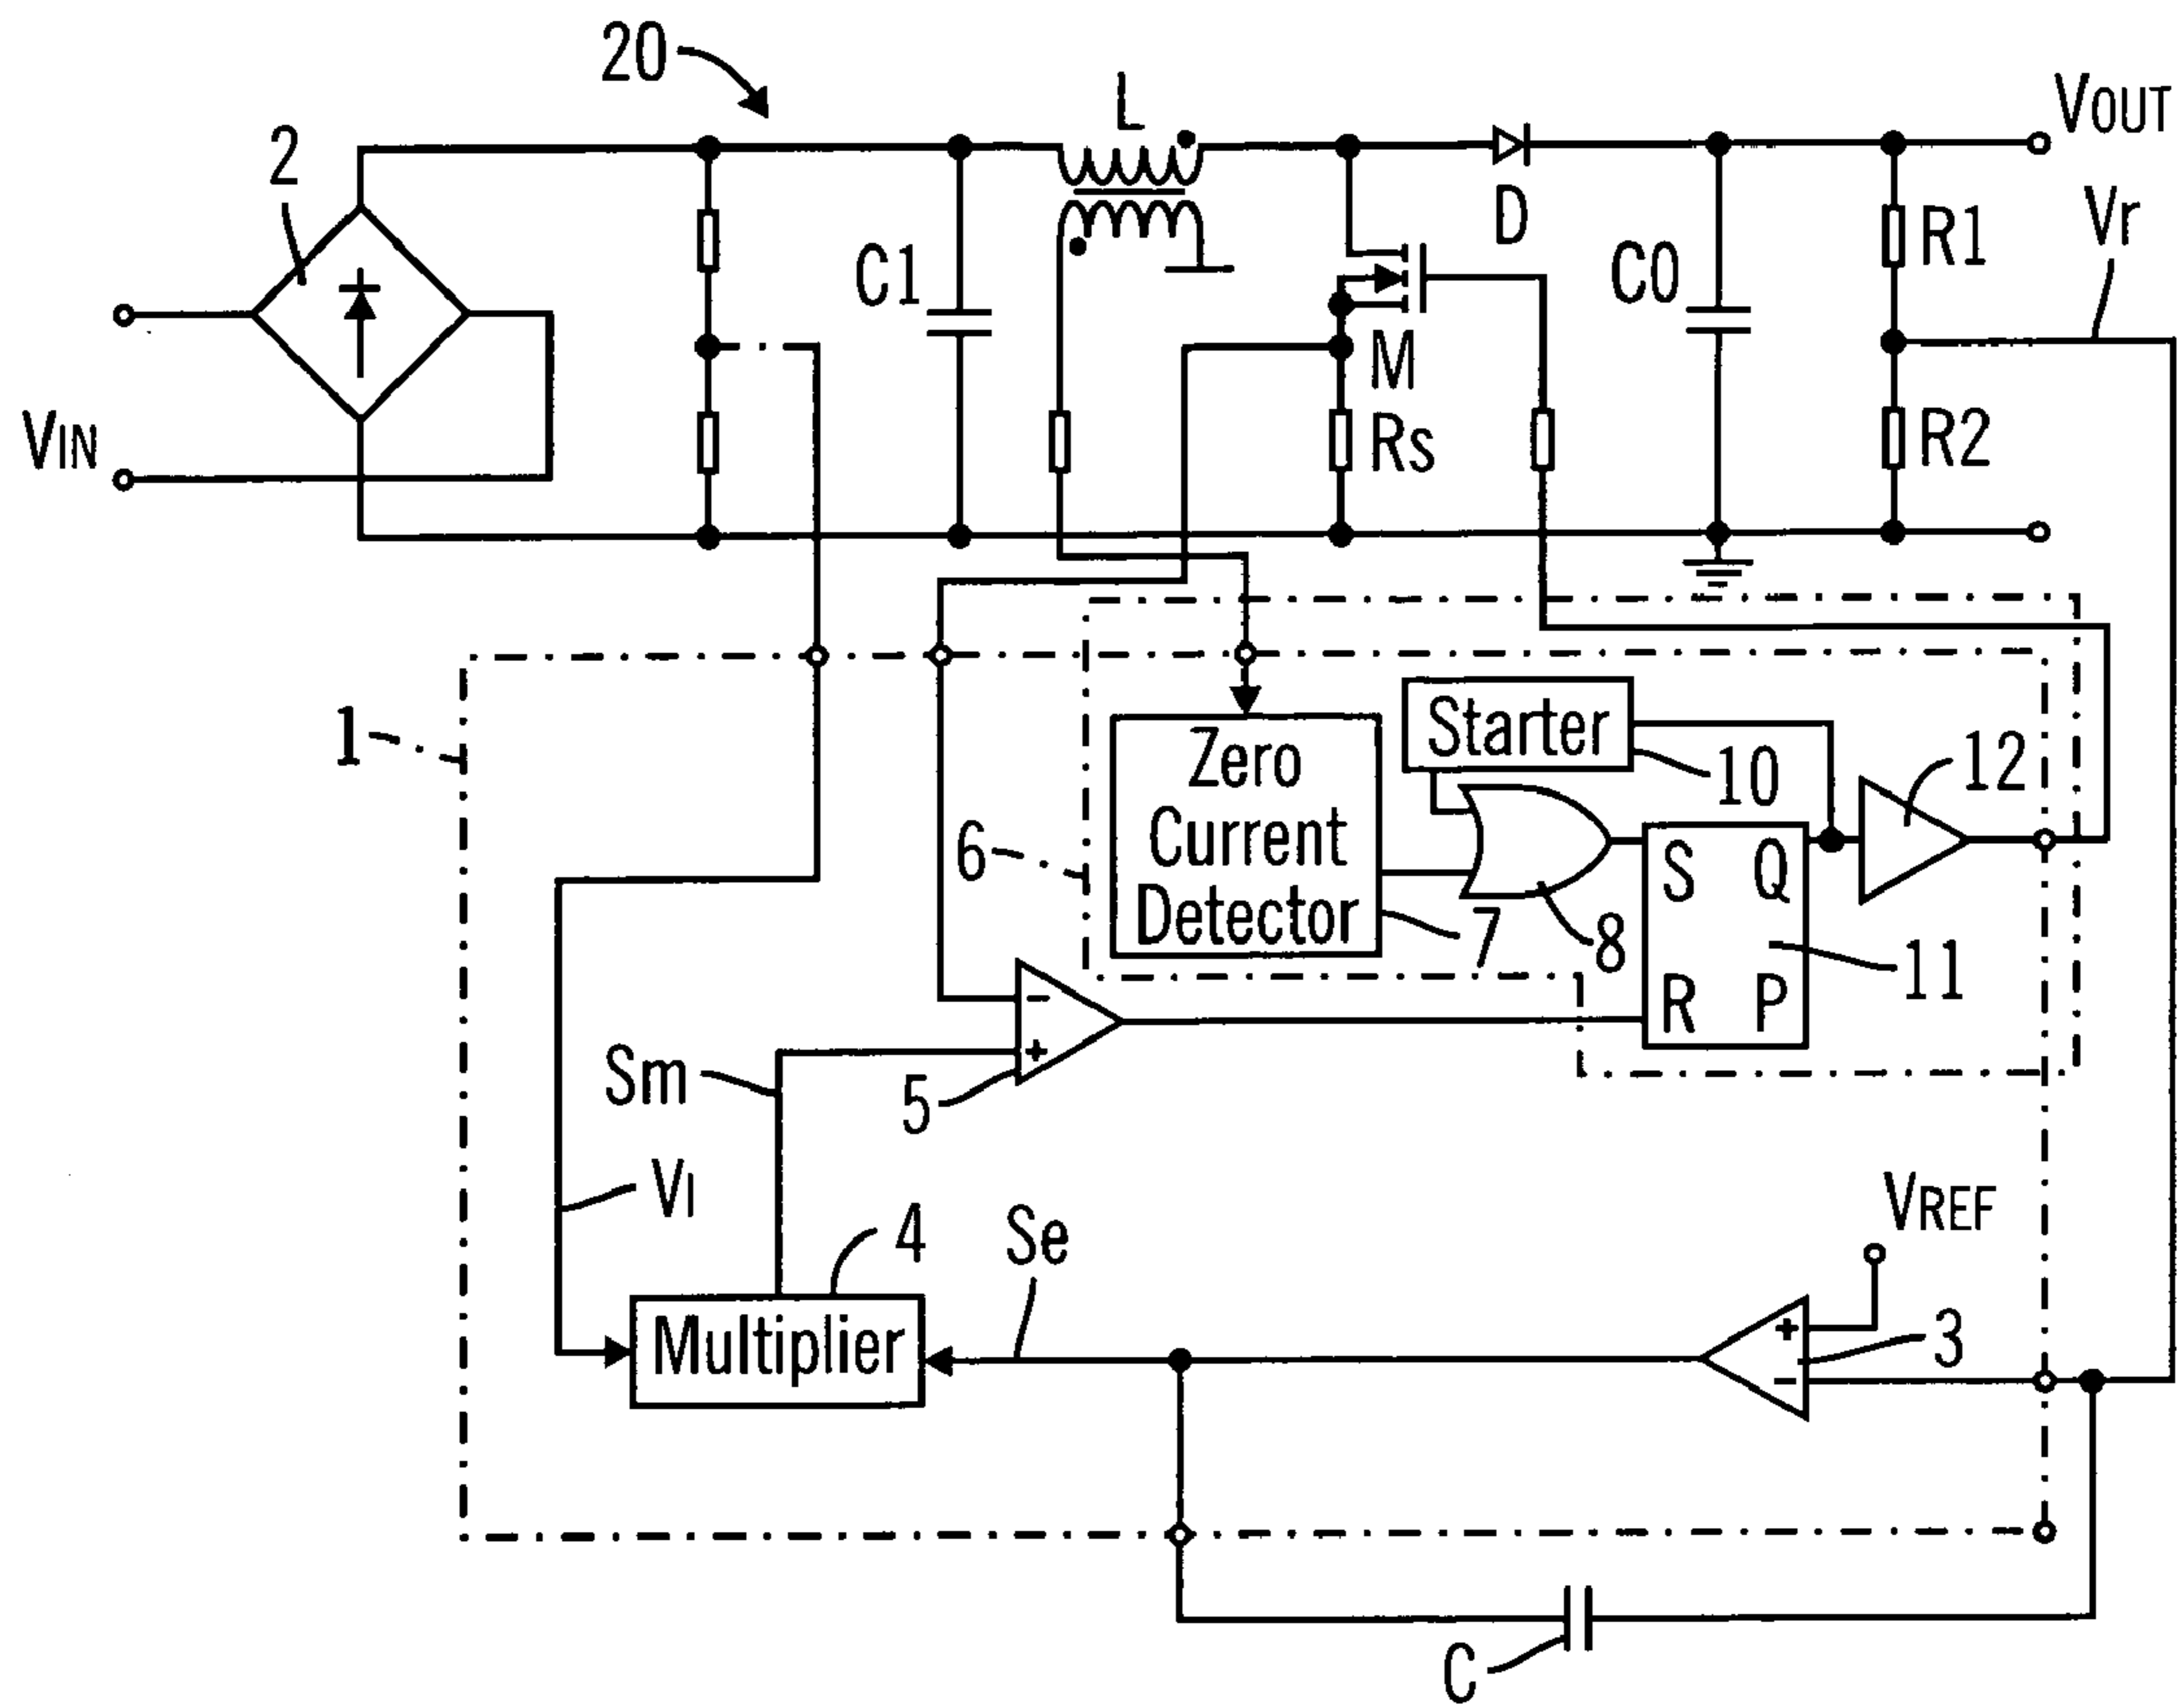 20
L
VOUT
2
D
Vr
C1
C0
R1
M
VIN
Rs
R2
1
Starter
Zero
Current
Detector
10
12
6
S
Q
7
8
11
R
P
-
+
Sm
5
VI
4
Se
VREF
Multiplier
+
-
3
C